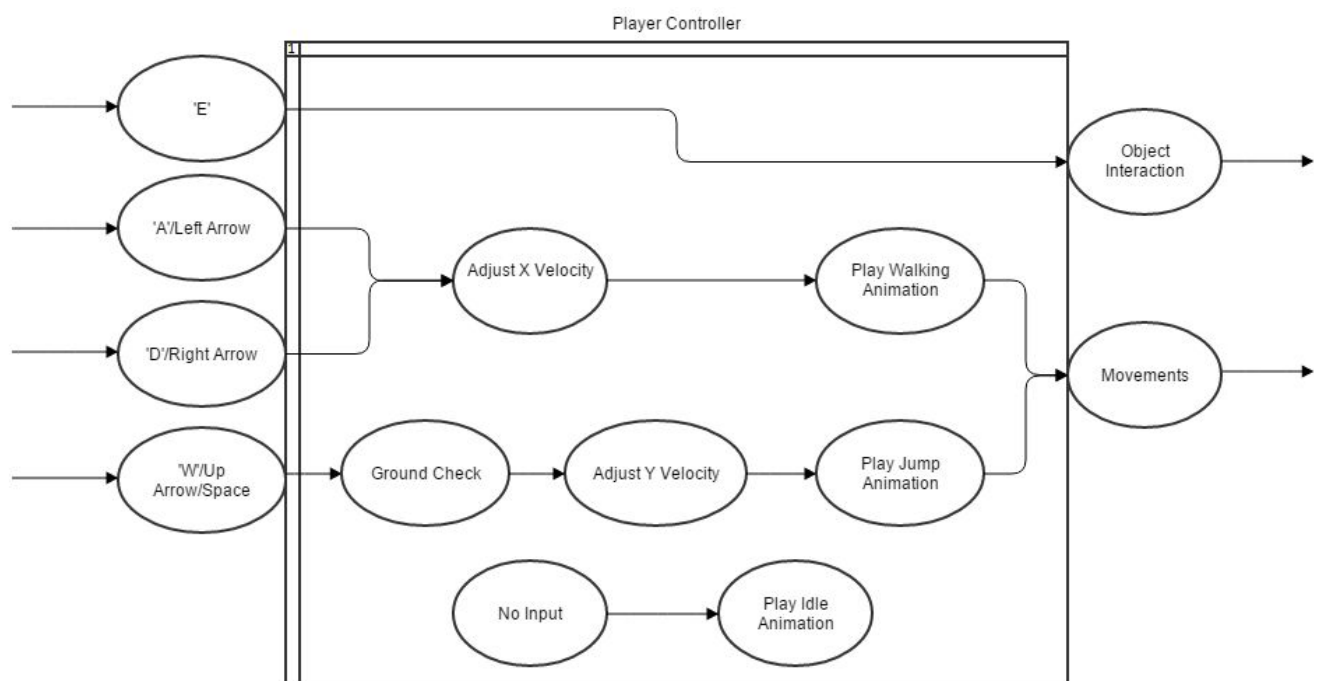 Player Controller
1
'E'
Object
Interaction
'A'/Left Arrow
Adjust X Velocity
Play Walking
Animation
'D'/Right Arrow
Movements
'W'/Up
Arrow/Space
Ground Check
Adjust Y Velocity
Play Jump
Animation
No Input
Play Idle
Animation